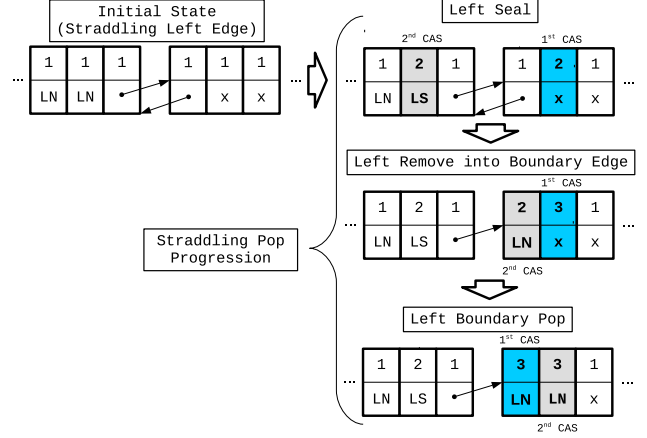 Initial State
(Straddling Left Edge)
1 1 1 1 1 1
... LN LN x x ...
Left Seal
2nd CAS 1st CAS
1 2 1 1 2 1
... LN LS x x ...
Left Remove into Boundary Edge
1st CAS
1 2 1 2 3 1
... LN LS LN x x ...
2nd CAS
Straddling Pop
Progression
Left Boundary Pop
1st CAS
1 2 1 3 3 1
... LN LS LN LN x ...
2nd CAS